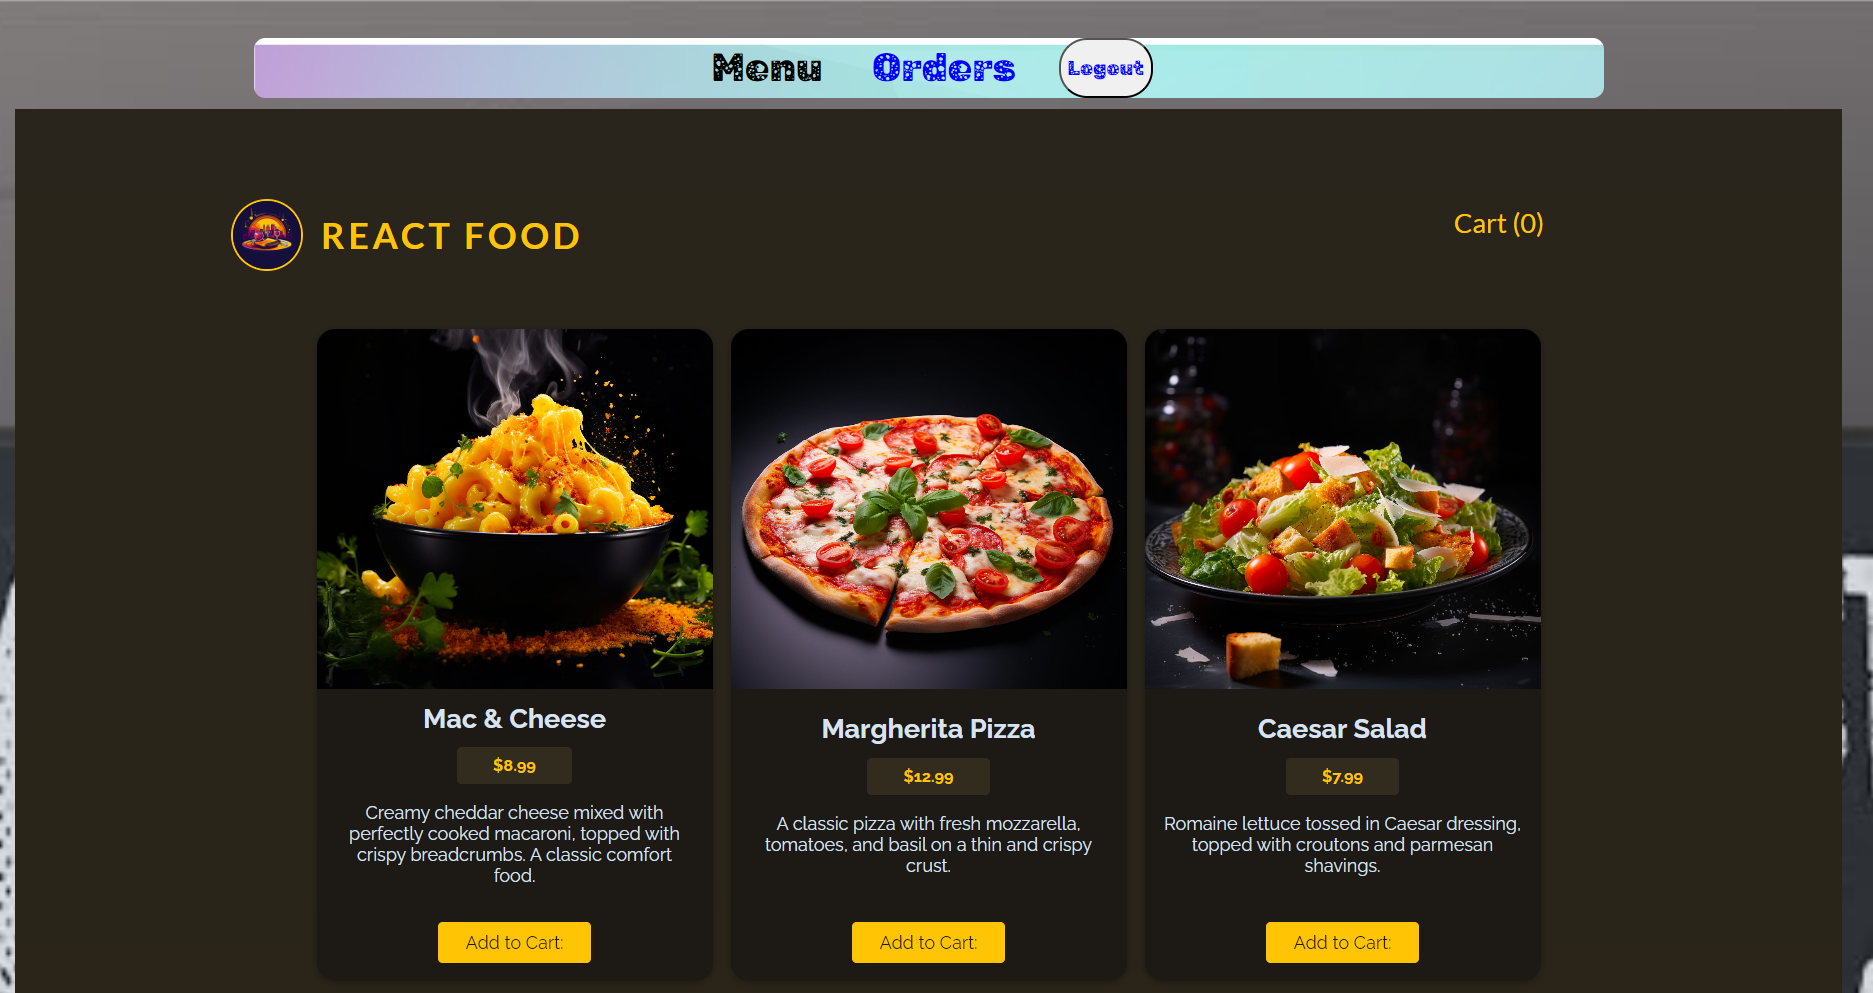 Menu Orders Logout
REACT FOOD
Cart (0)
Mac & Cheese
$8.99
Creamy cheddar cheese mixed with
perfectly cooked macaroni, topped with
crispy breadcrumbs. A classic comfort
food.
Add to Cart:
Margherita Pizza
$12.99
A classic pizza with fresh mozzarella,
tomatoes, and basil on a thin and crispy
crust.
Add to Cart:
Caesar Salad
$7.99
Romaine lettuce tossed in Caesar dressing,
topped with croutons and parmesan
shavings.
Add to Cart: